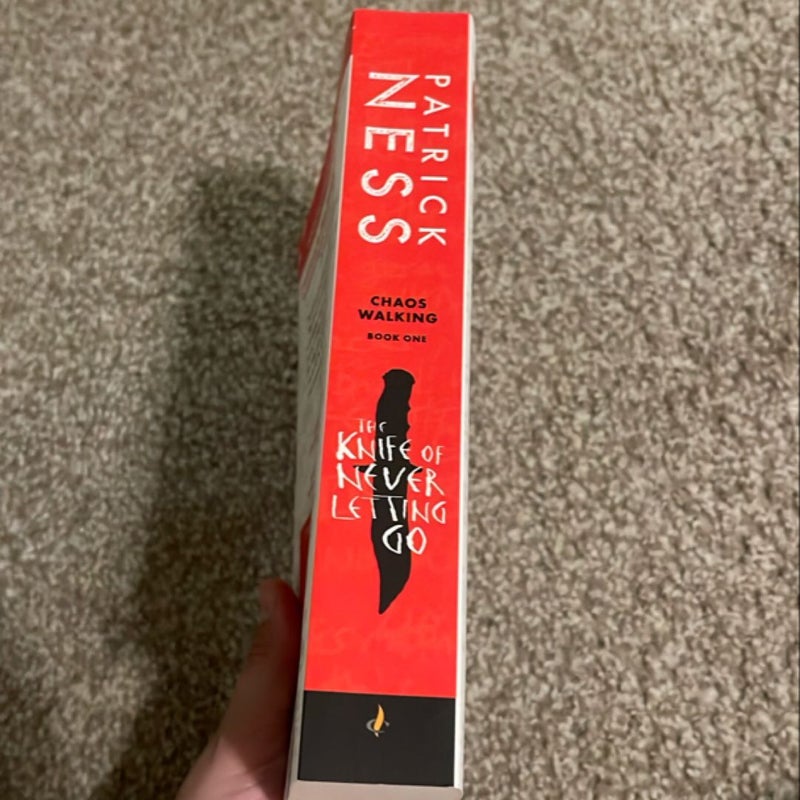 PATRICK
NESS
CHAOS
WALKING
BOOK ONE
THE
KNIFE OF
NEVER
LETTING
GO